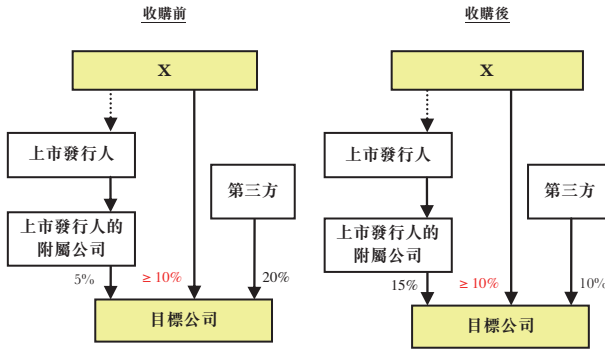 收購前
X
上市發行人
第三方
上市發行人的
附屬公司
5%
≥ 10%
20%
目標公司
收購後
X
上市發行人
第三方
上市發行人的
附屬公司
15%
≥ 10%
10%
目標公司